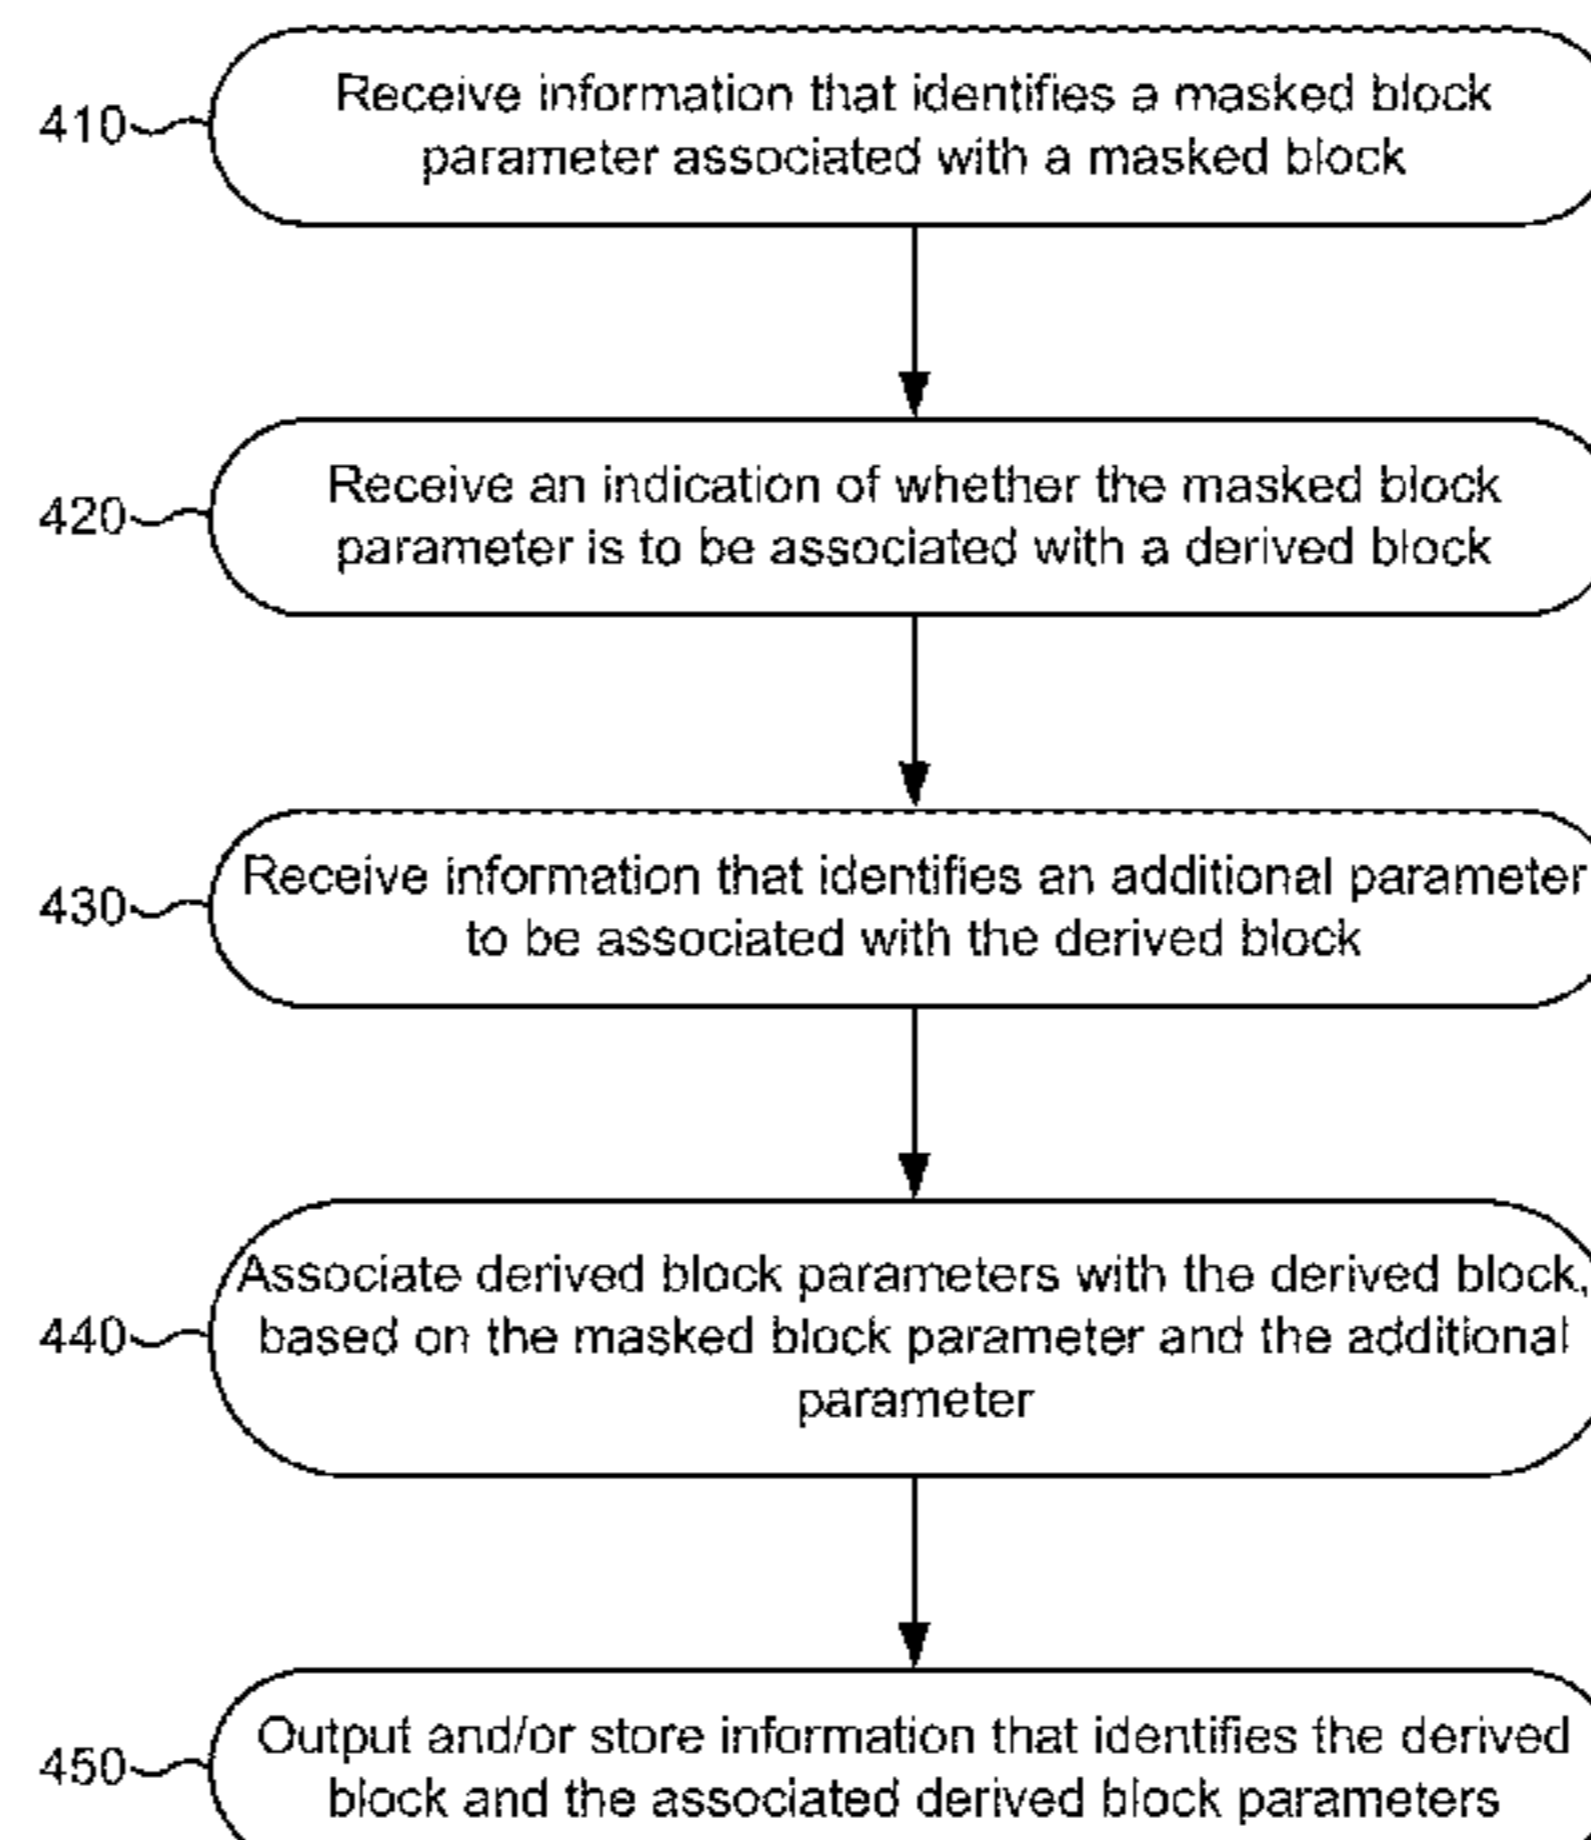 410
Receive information that identifies a masked block
parameter associated with a masked block
420
Receive an indication of whether the masked block
parameter is to be associated with a derived block
430
Receive information that identifies an additional parameter
to be associated with the derived block
440
Associate derived block parameters with the derived block,
based on the masked block parameter and the additional
parameter
450
Output and/or store information that identifies the derived
block and the associated derived block parameters